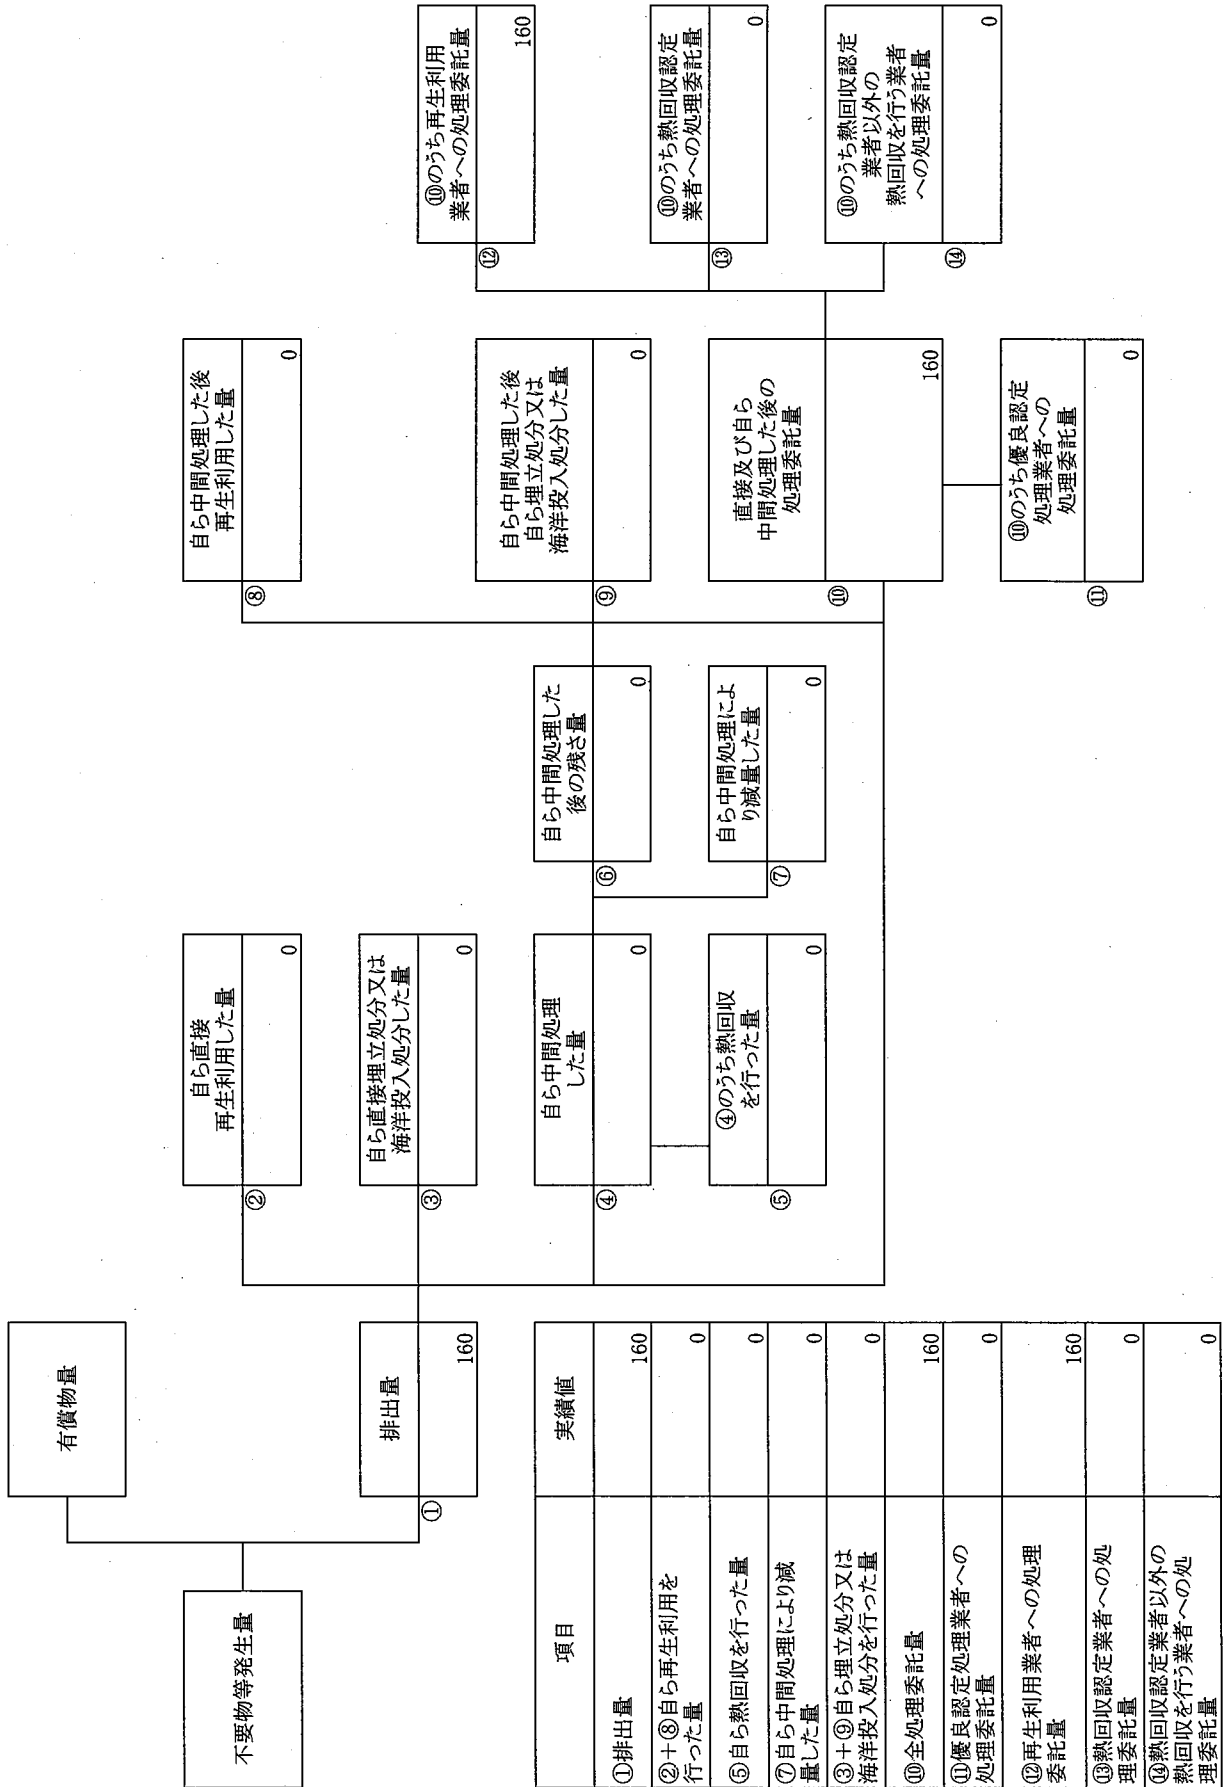 不要物等発生量
有償物量
①
排出量
160
②
自ら直接
再生利用した量
0
③
自ら直接埋立処分又は
海洋投入処分した量
0
④
自ら中間処理
した量
0
⑤
④のうち熱回収
を行った量
0
⑥
自ら中間処理した
後の残さ量
0
⑦
自ら中間処理によ
り減量した量
0
⑧
自ら中間処理した後
再生利用した量
0
⑨
自ら中間処理した後
自ら埋立処分又は
海洋投入処分した量
0
⑩
直接及び自ら
中間処理した後の
処理委託量
160
⑪
⑩のうち優良認定
処理業者への
処理委託量
0
⑫
⑩のうち再生利用
業者への処理委託量
160
⑬
⑩のうち熱回収認定
業者への処理委託量
0
⑭
⑩のうち熱回収認定
業者以外の
熱回収を行う業者
への処理委託量
0
項目 実績値
①排出量 160
②+⑧自ら再生利用を
行った量 0
⑤自ら熱回収を行った量 0
⑦自ら中間処理により減
量した量 0
③+⑨自ら埋立処分又は
海洋投入処分を行った量 0
⑩全処理委託量 160
⑪優良認定処理業者への
処理委託量 0
⑫再生利用業者への処理
委託量 160
⑬熱回収認定業者への処
理委託量 0
⑭熱回収認定業者以外の
熱回収を行う業者への処
理委託量 0